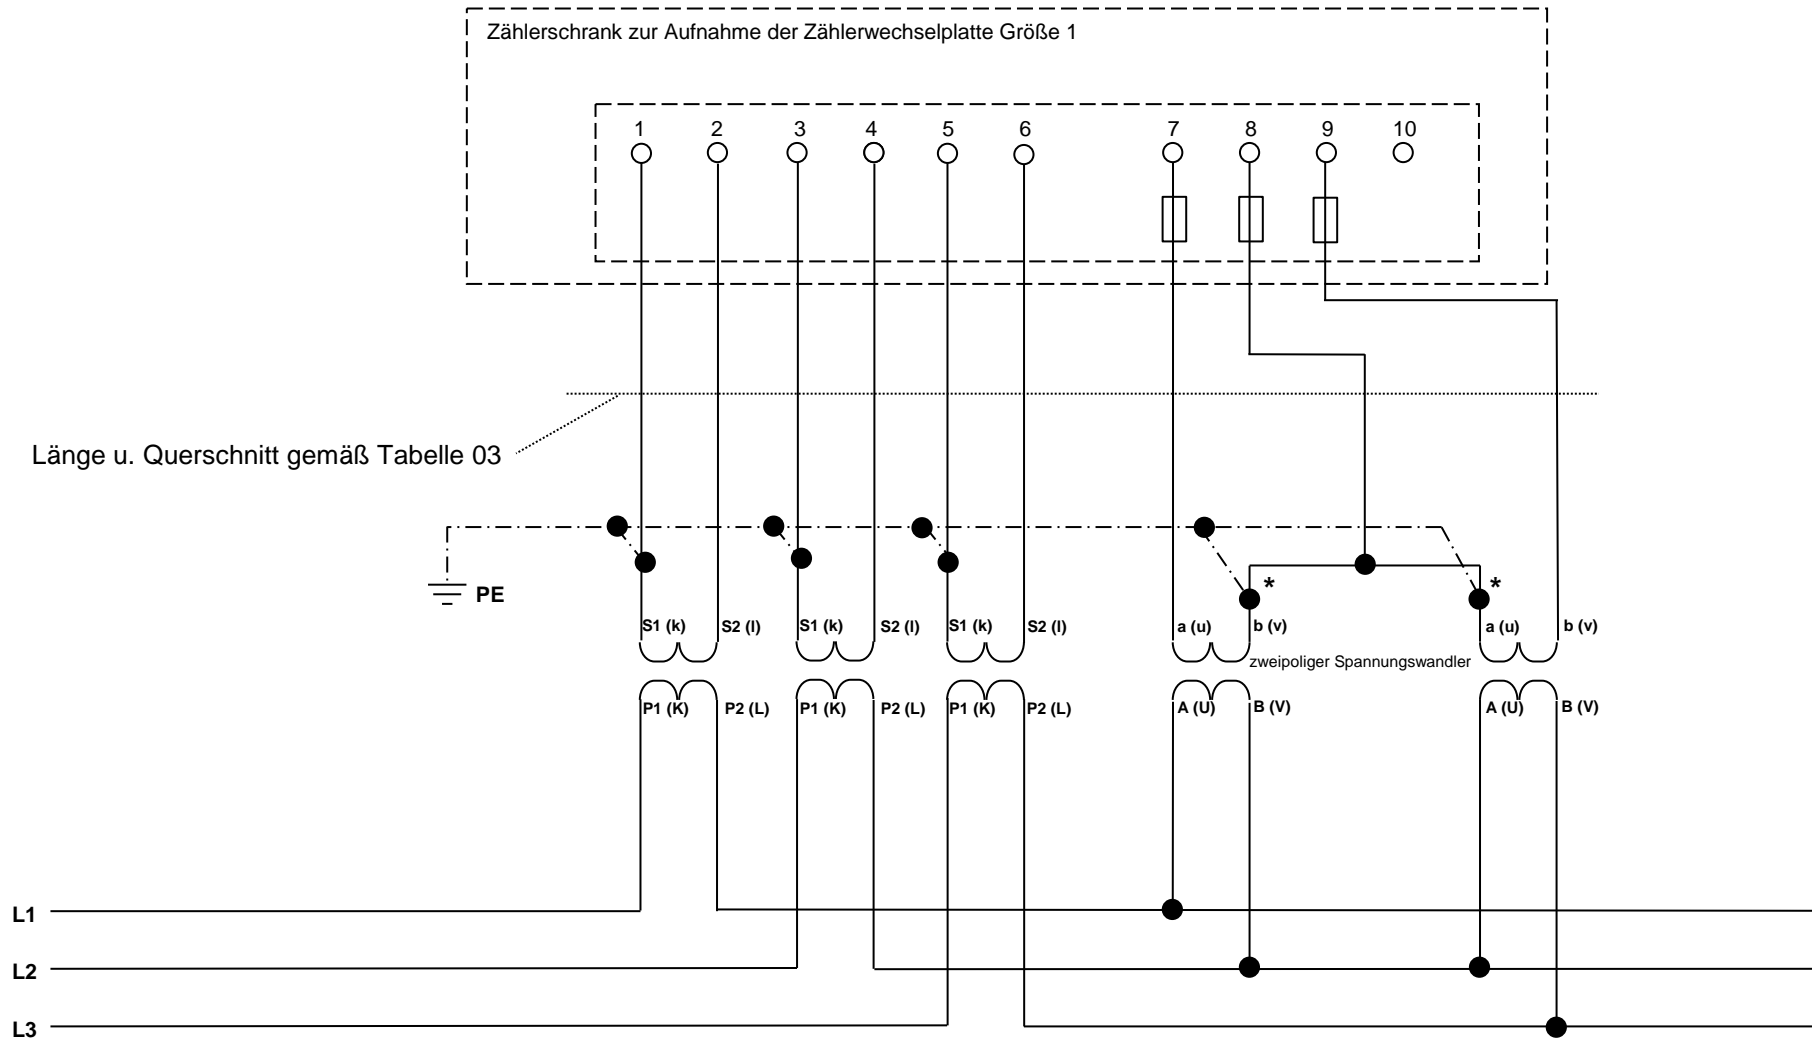 Zählerschrank zur Aufnahme der Zählerwechselplatte Größe 1
1 2 3 4 5 6 7 8 9 10
Länge u. Querschnitt gemäß Tabelle 03
PE
* *
S1 (k) S2 (l) S1 (k) S2 (l) S1 (k) S2 (l) a (u) b (v) a (u) b (v)
zweipoliger Spannungswandler
P1 (K) P2 (L) P1 (K) P2 (L) P1 (K) P2 (L) A (U) B (V) A (U) B (V)
L1
L2
L3